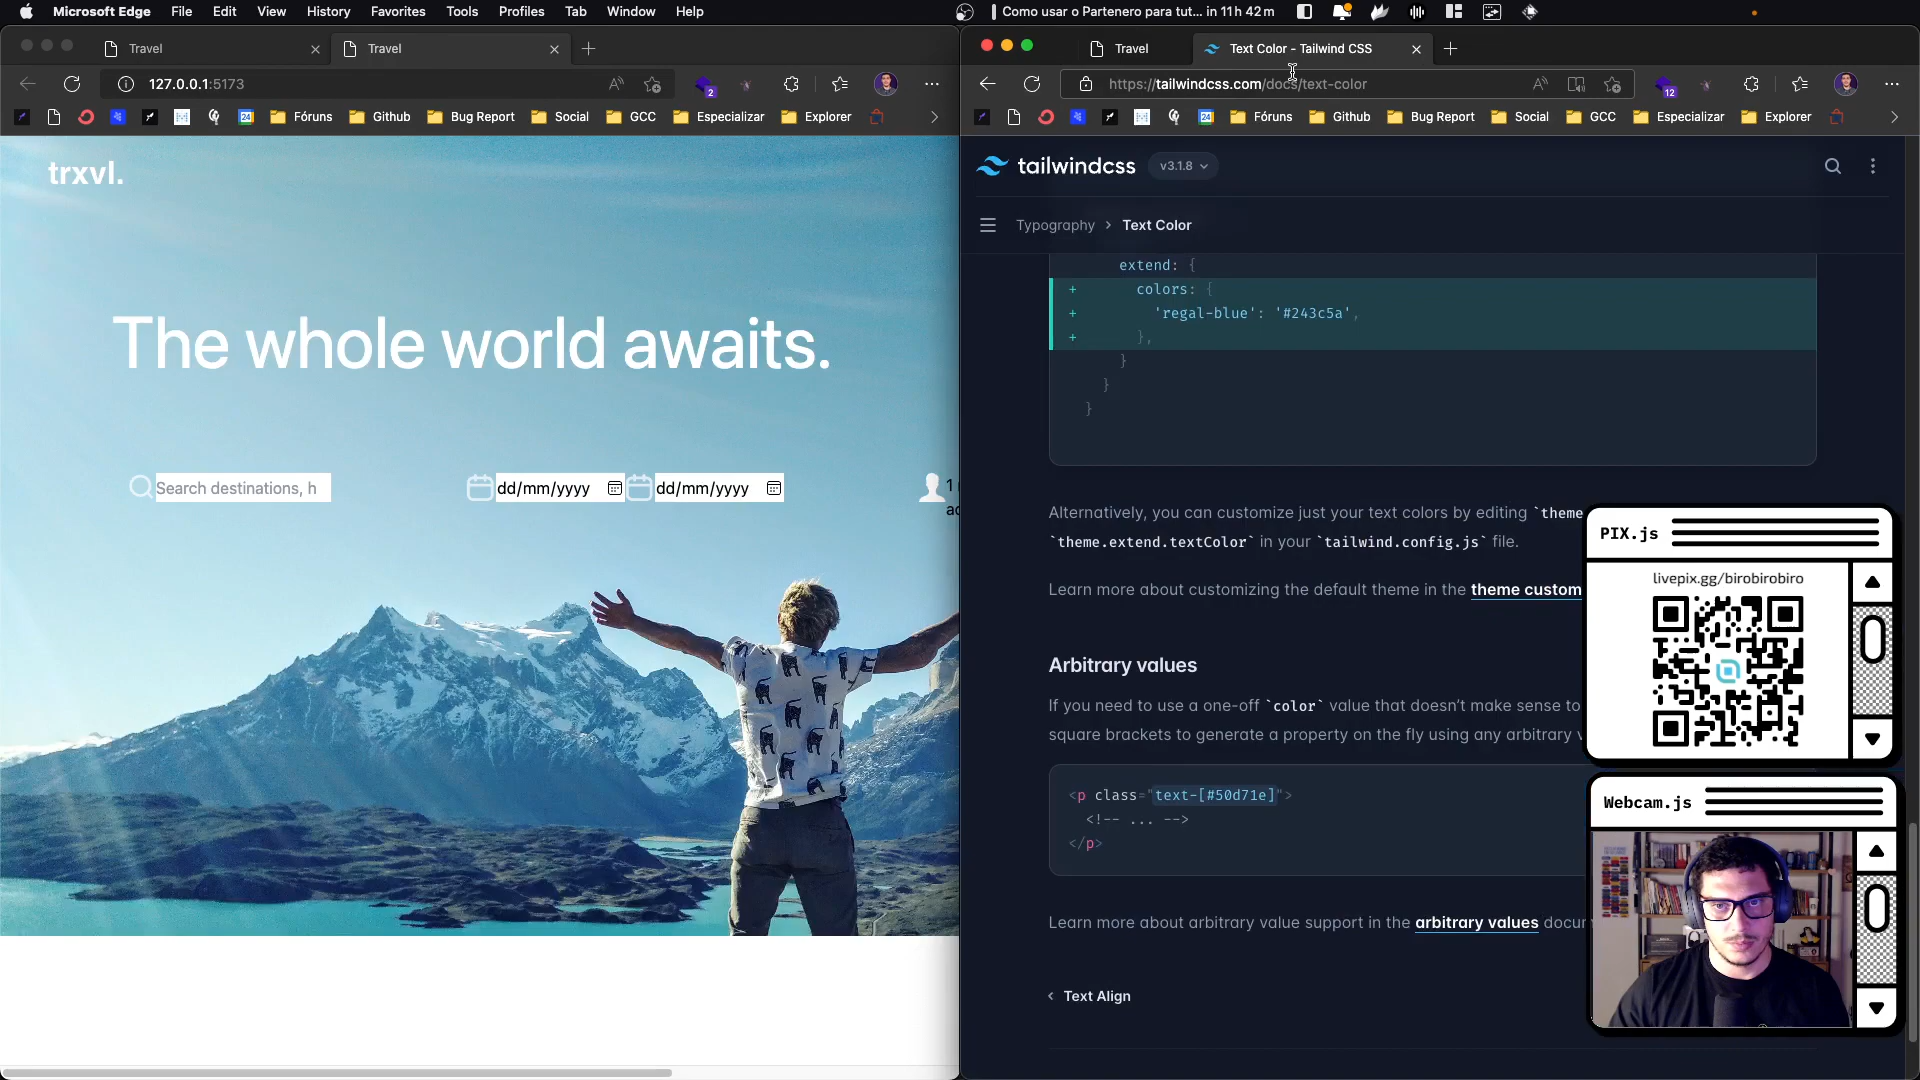 Microsoft Edge File Edit View History Favorites Tools Profiles Tab Window Help
Como usar o Partenero para tut... in 11 h 42 m
Travel
Travel
127.0.0.1:5173
2
24
Fóruns
Github
Bug Report
Social
GCC
Especializar
Explorer
trxvl.
The whole world awaits.
Search destinations, h
dd/mm/yyyy
dd/mm/yyyy
1
Travel
Text Color - Tailwind CSS
https://tailwindcss.com/docs/text-color
12
24
Fóruns
Github
Bug Report
Social
GCC
Especializar
Explorer
tailwindcss
v3.1.8
Typography > Text Color
extend: {
+ colors: {
+ 'regal-blue': '#243c5a',
+ },
}
}
}
Alternatively, you can customize just your text colors by editing `theme
`theme.extend.textColor` in your `tailwind.config.js` file.
Learn more about customizing the default theme in the theme custom
Arbitrary values
If you need to use a one-off `color` value that doesn't make sense to
square brackets to generate a property on the fly using any arbitrary v
<p class="text-[#50d71e]">
<!-- ... -->
</p>
Learn more about arbitrary value support in the arbitrary values docur
< Text Align
PIX.js
livepix.gg/birobirobiro
Webcam.js